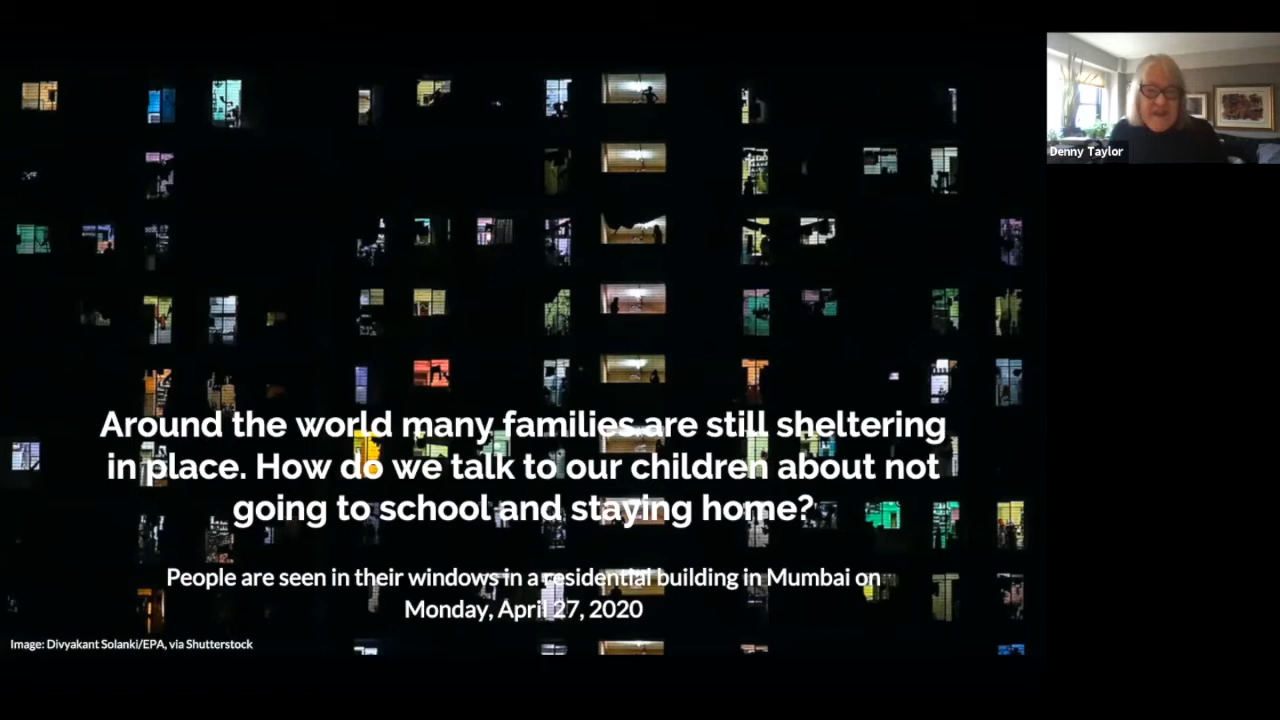 Around the world many families are still sheltering
in place. How do we talk to our children about not
going to school and staying home?
People are seen in their windows in a residential building in Mumbai on
Monday, April 27, 2020
Image: Divyakant Solanki/EPA, via Shutterstock
Denny Taylor